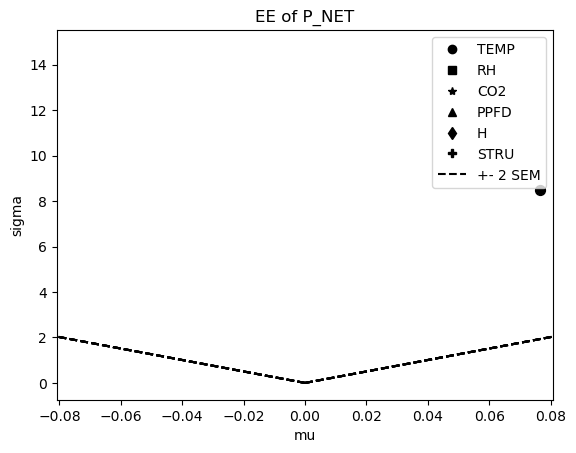 EE of P_NET
TEMP
RH
CO2
PPFD
H
STRU
+- 2 SEM
14
12
10
8
6
4
2
0
sigma
−0.08 −0.06 −0.04 −0.02 0.00 0.02 0.04 0.06 0.08
mu